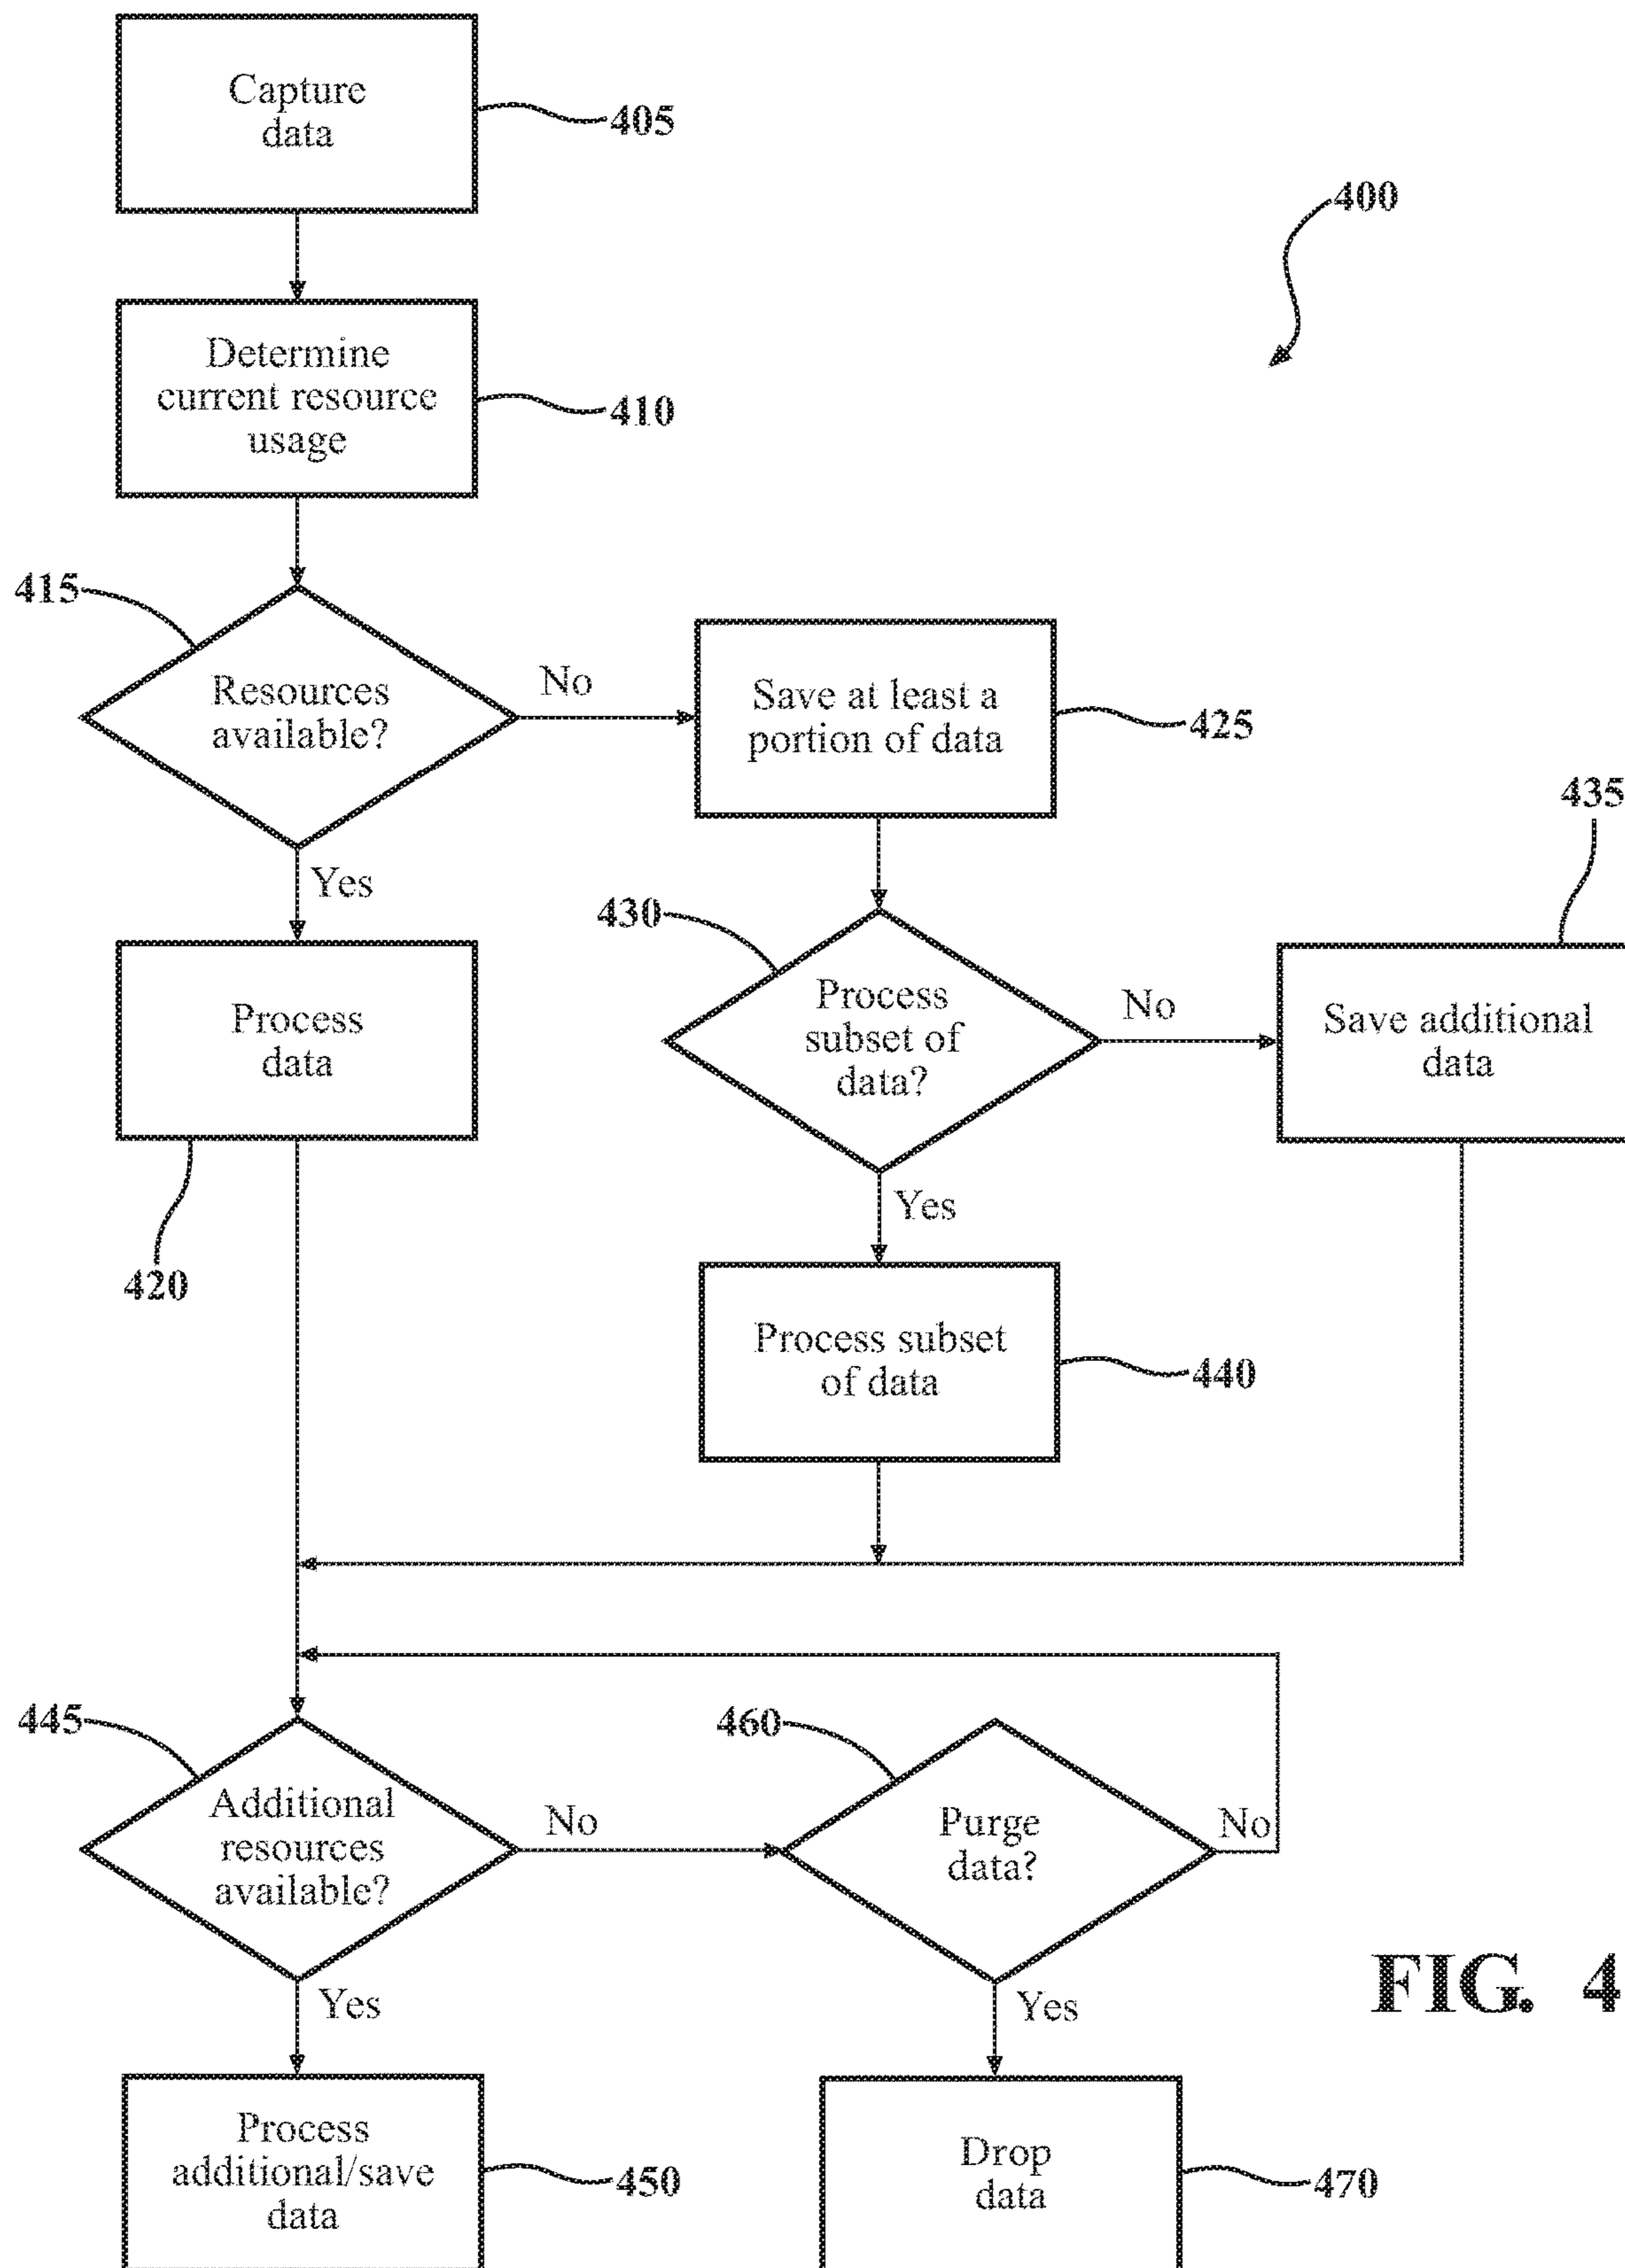 Capture
data
405
400
Determine
current resource
usage
410
415
Resources
available?
No
Yes
Save at least a
portion of data
425
435
430
Process
subset of
data?
No
Yes
Save additional
data
Process
data
420
Process subset
of data
440
445
Additional
resources
available?
No
Yes
460
Purge
data?
No
Yes
FIG. 4
Process
additional/save
data
450
Drop
data
470